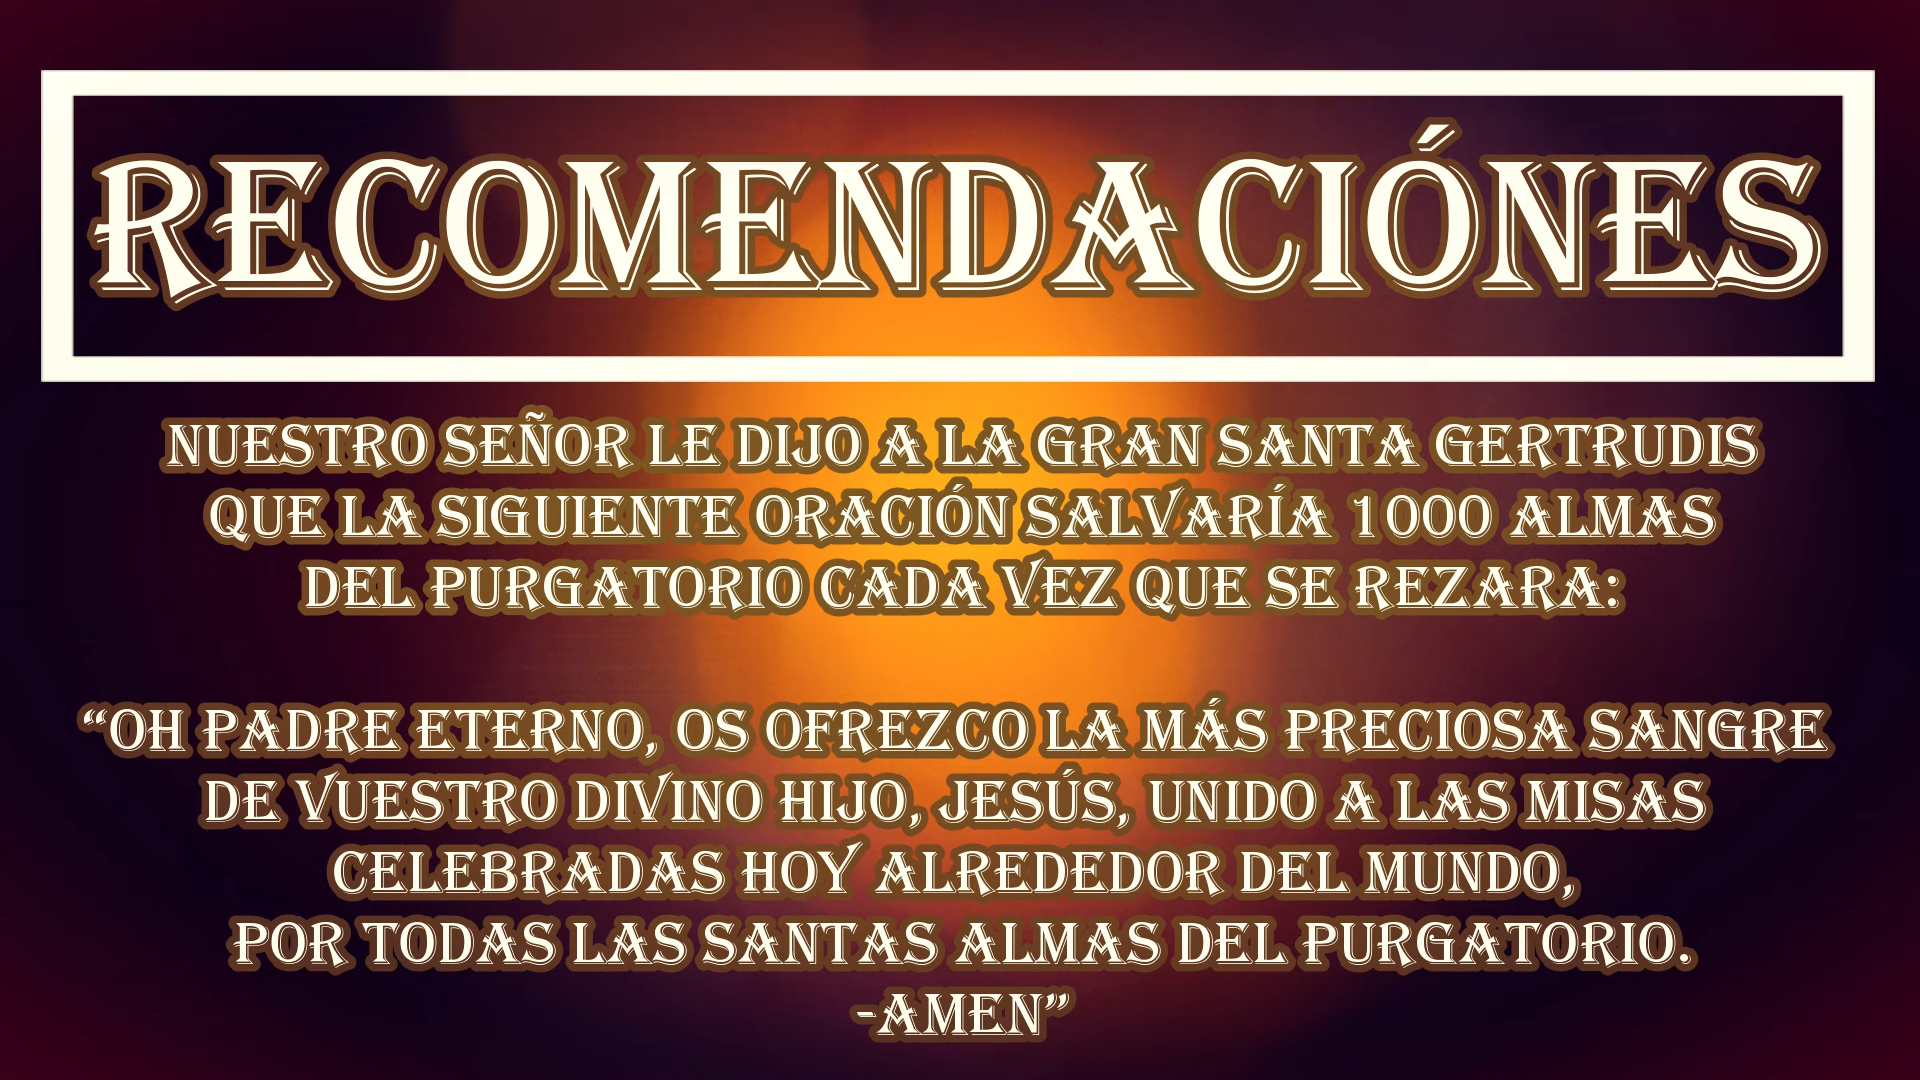 RECOMENDACIÓNES
NUESTRO SEÑOR LE DIJO A LA GRAN SANTA GERTRUDIS
QUE LA SIGUIENTE ORACIÓN SALVARÍA 1000 ALMAS
DEL PURGATORIO CADA VEZ QUE SE REZARA:
“OH PADRE ETERNO, OS OFREZCO LA MÁS PRECIOSA SANGRE
DE VUESTRO DIVINO HIJO, JESÚS, UNIDO A LAS MISAS
CELEBRADAS HOY ALREDEDOR DEL MUNDO,
POR TODAS LAS SANTAS ALMAS DEL PURGATORIO.
-AMEN”